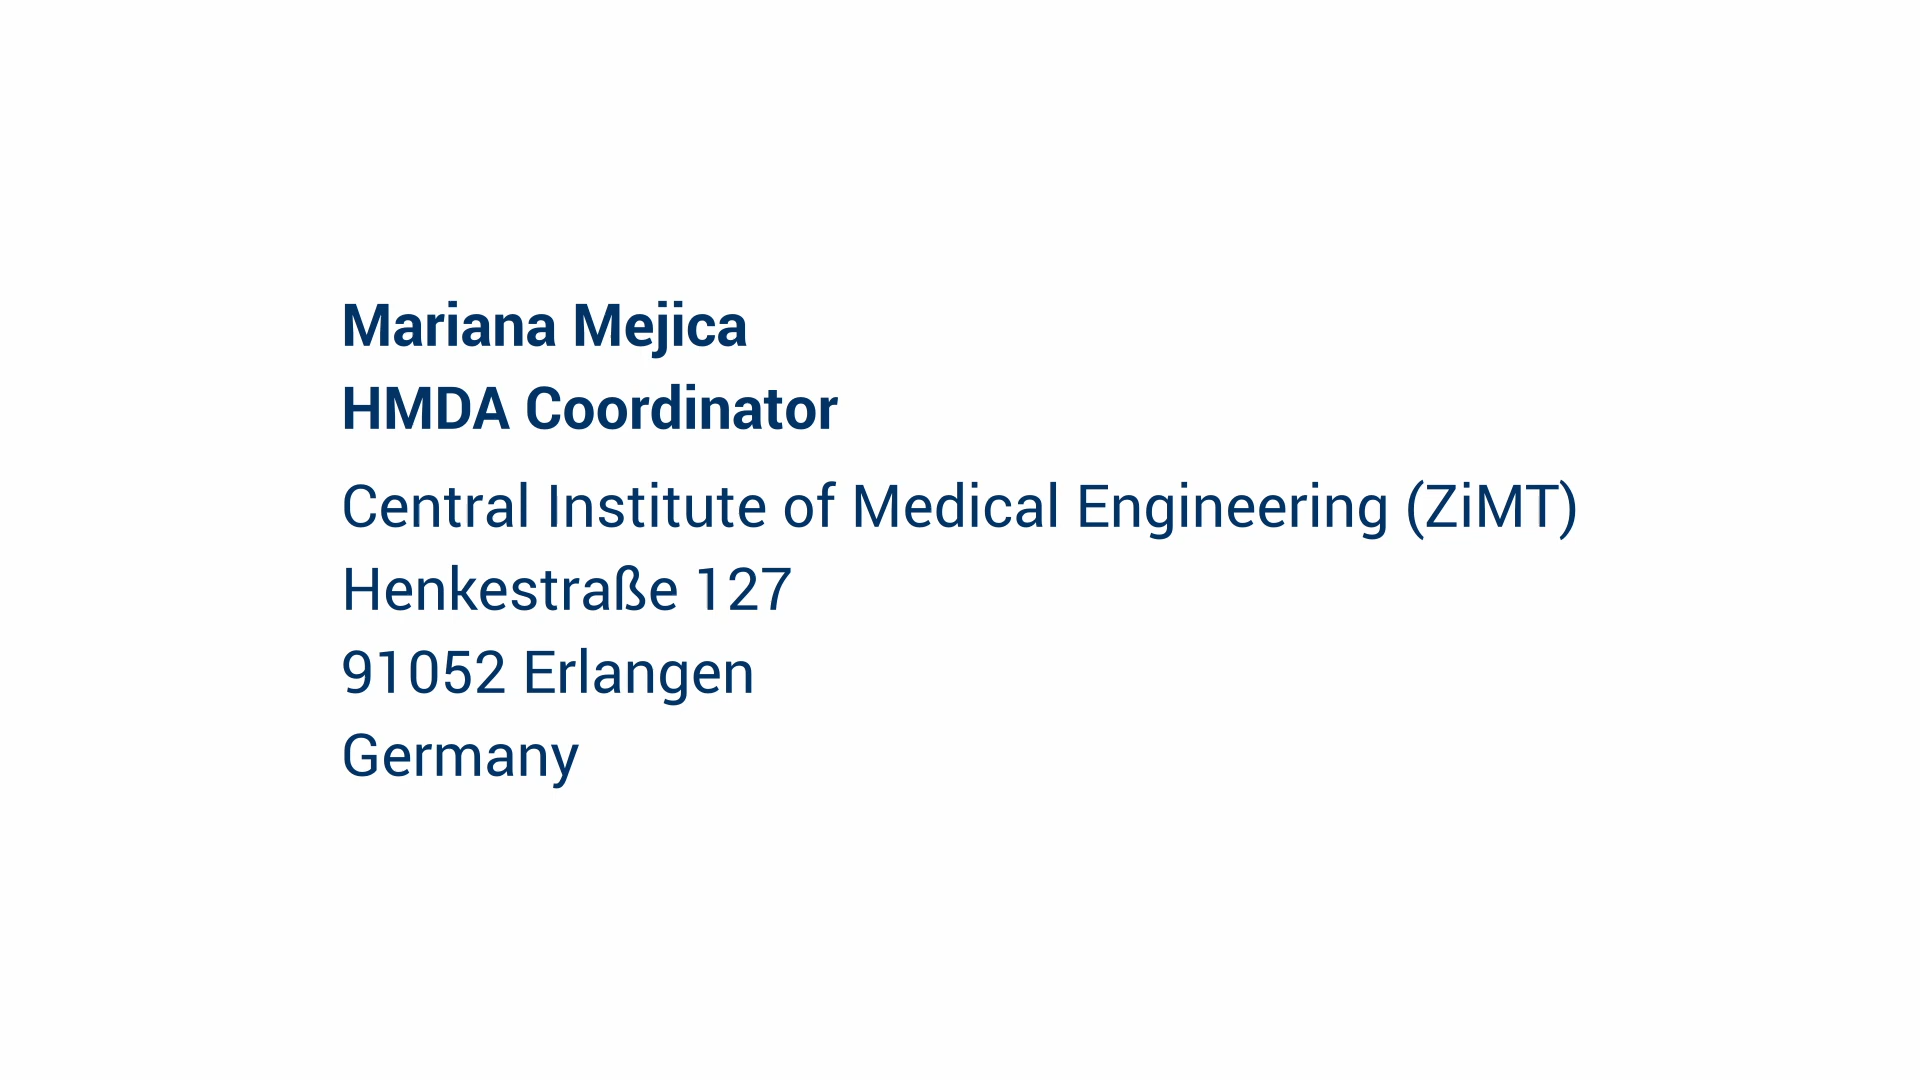 Mariana Mejica
HMDA Coordinator
Central Institute of Medical Engineering (ZiMT)
Henkestraße 127
91052 Erlangen
Germany